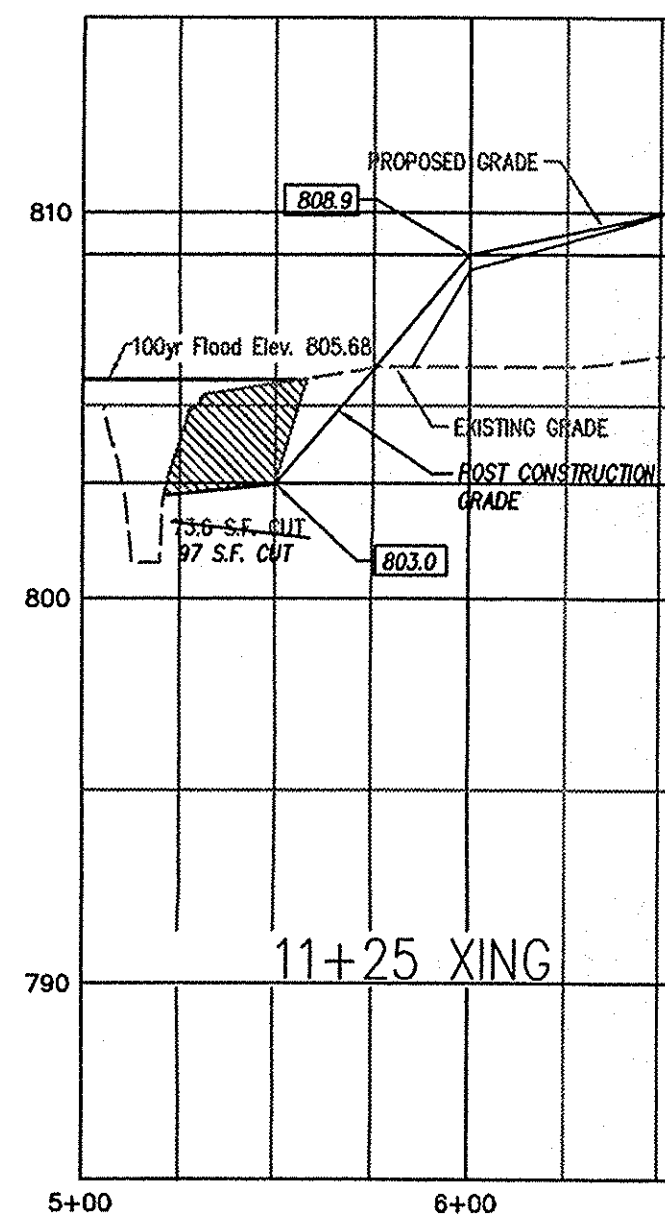 PROPOSED GRADE
808.9
810
100yr Flood Elev. 805.68
EXISTING GRADE
POST CONSTRUCTION
GRADE
73.6 S.F. CUT
97 S.F. CUT
803.0
800
11+25 XING
790
5+00
6+00